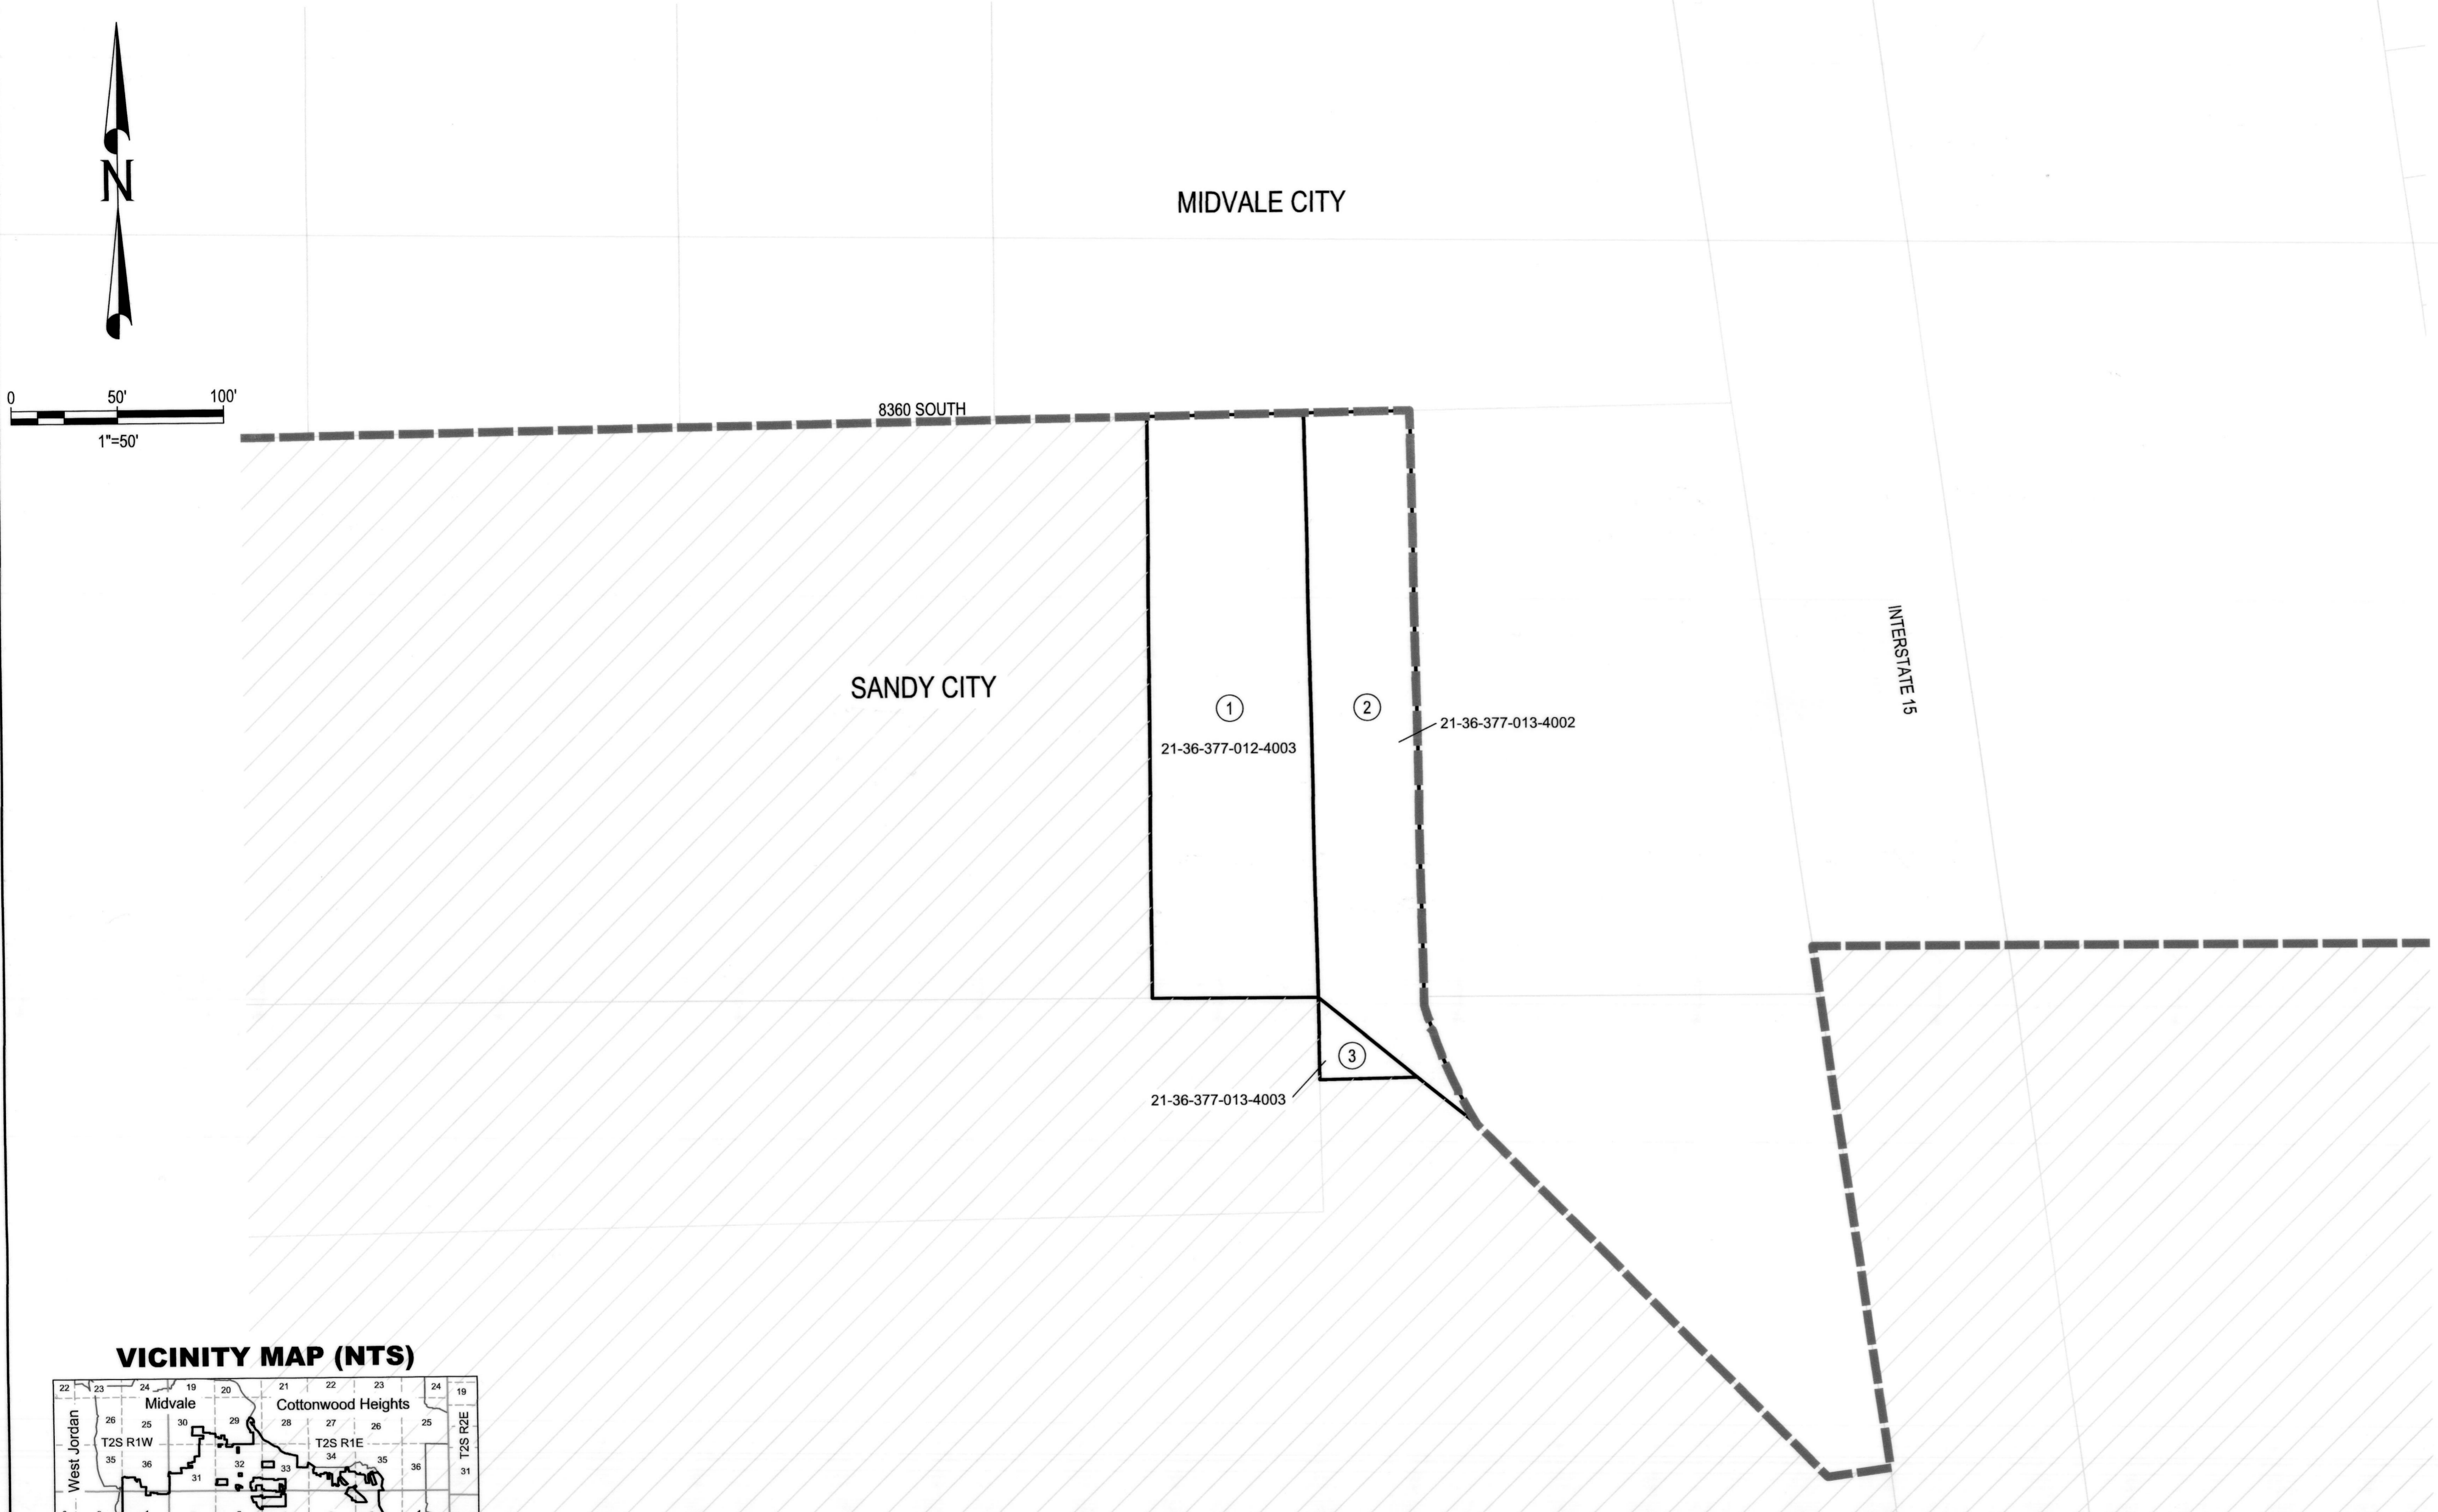 N
MIDVALE CITY
0 50' 100'
1"=50'
8360 SOUTH
INTERSTATE 15
SANDY CITY
1
2
21-36-377-012-4003
21-36-377-013-4002
3
21-36-377-013-4003
VICINITY MAP (NTS)
22 23 24 19 20 21 22 23 24 19
Midvale Cottonwood Heights
26 25 30 29 28 27 26 25
West Jordan
T2S R1W T2S R1E
T2S R2E
35 36 31 32 33 34 35 36 31